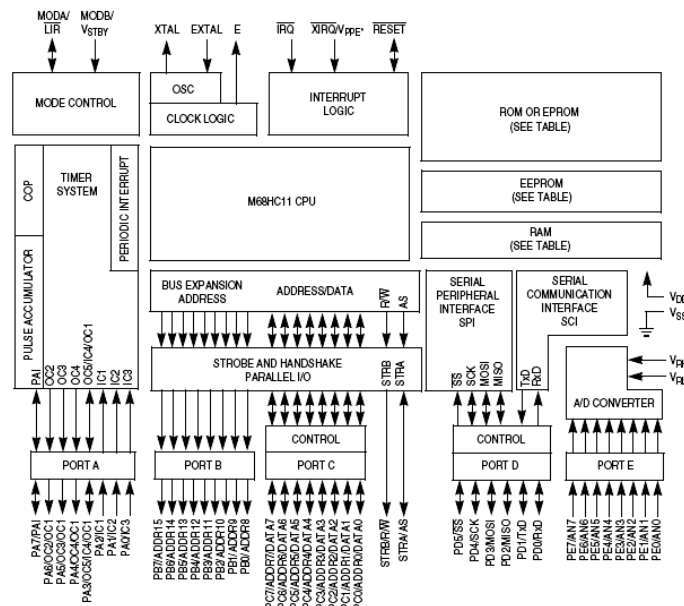 MODA/ LIR
MODB/ VSTBY
XTAL
EXTAL
E
IRQ
XIRQ/VPPE*
RESET
MODE CONTROL
OSC
CLOCK LOGIC
INTERRUPT LOGIC
ROM OR EPROM
(SEE TABLE)
COP
TIMER SYSTEM
PERIODIC INTERRUPT
M68HC11 CPU
EEPROM
(SEE TABLE)
RAM
(SEE TABLE)
PULSE ACCUMULATOR
BUS EXPANSION
ADDRESS
ADDRESS/DATA
R/W
AS
SERIAL
PERIPHERAL
INTERFACE
SPI
SERIAL
COMMUNICATION
INTERFACE
SCI
PAI
OC2
OC3
OC4
OC5/IC4/OC1
IC1
IC2
IC3
STROBE AND HANDSHAKE
PARALLEL I/O
STRB
STRA
SS
SCK
MOSI
MISO
TxD
RxD
A/D CONVERTER
CONTROL
CONTROL
PORT A
PORT B
PORT C
PORT D
PORT E
PA7/PAI
PA6/OC2/OC1
PA5/OC3/OC1
PA4/OC4/OC1
PA3/OC5/IC4/OC1
PA2/IC1
PA1/IC2
PA0/IC3
PB7/ADDR15
PB6/ADDR14
PB5/ADDR13
PB4/ADDR12
PB3/ADDR11
PB2/ADDR10
PB1/ADDR9
PB0/ADDR8
PC7/ADDR7/DATA7
PC6/ADDR6/DATA6
PC5/ADDR5/DATA5
PC4/ADDR4/DATA4
PC3/ADDR3/DATA3
PC2/ADDR2/DATA2
PC1/ADDR1/DATA1
PC0/ADDR0/DATA0
STRB/R/W
STRA/AS
PD5/SS
PD4/SCK
PD3/MOSI
PD2/MISO
PD1/TxD
PD0/RxD
PE7/AN7
PE6/AN6
PE5/AN5
PE4/AN4
PE3/AN3
PE2/AN2
PE1/AN1
PE0/AN0